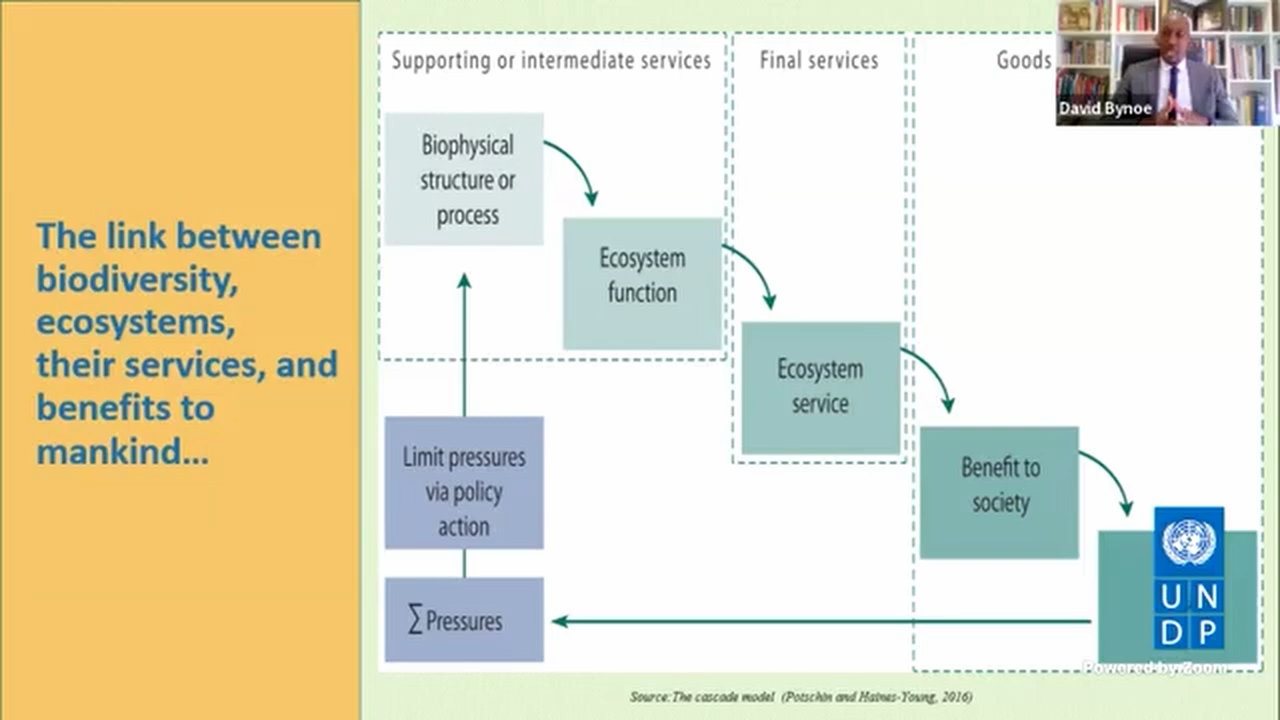 The link between
biodiversity,
ecosystems,
their services, and
benefits to
mankind...
Supporting or intermediate services
Final services
Goods
David Bynoe
Biophysical
structure or
process
Ecosystem
function
Ecosystem
service
Benefit to
society
Limit pressures
via policy
action
∑ Pressures
UN
DP
Powered by Zoom
Source: The cascade model (Potschin and Haines-Young, 2016)